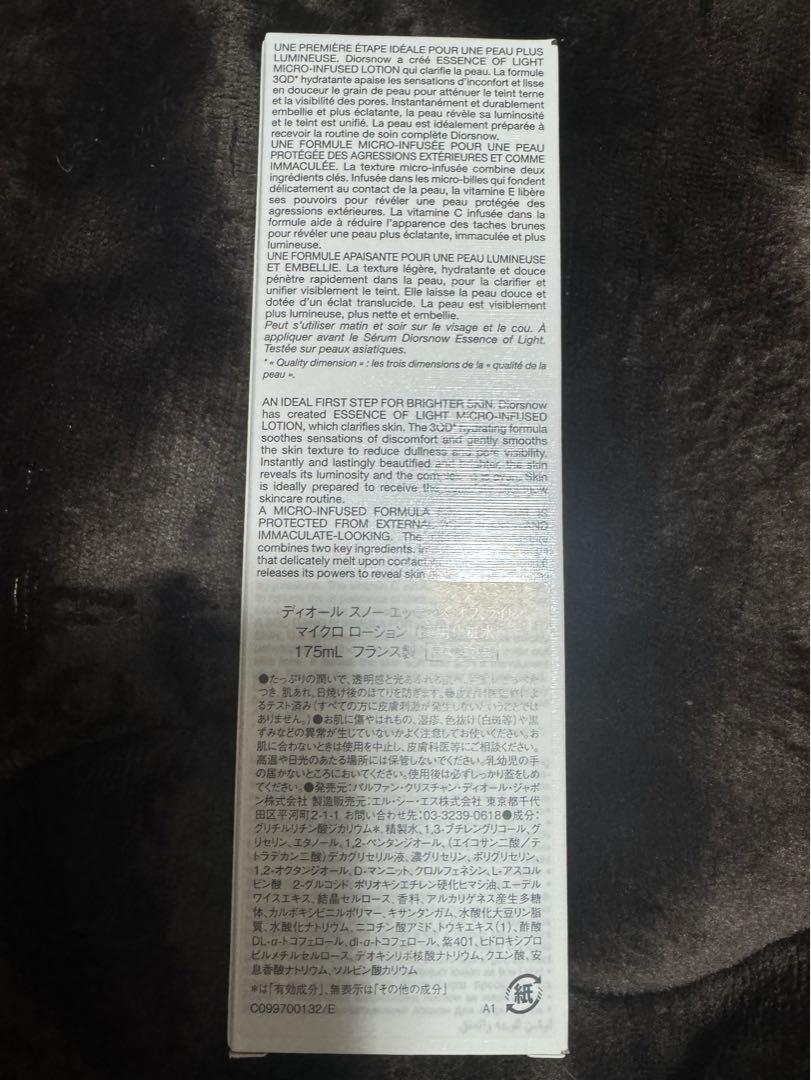 UNE PREMIÈRE ÉTAPE IDÉALE POUR UNE PEAU PLUS
LUMINEUSE. Diorsnow a créé ESSENCE OF LIGHT
MICRO-INFUSED LOTION qui clarifie la peau. La formule
3QD* hydratante apaise les sensations d'inconfort et lisse
en douceur le grain de peau pour atténuer le teint terne
et la visibilité des pores. Instantanément et durablement
embellie et plus éclatante, la peau révèle sa luminosité
et le teint est unifié. La peau est idéalement préparée à
recevoir la routine de soin complète Diorsnow.
UNE FORMULE MICRO-INFUSÉE POUR UNE PEAU
PROTÉGÉE DES AGRESSIONS EXTÉRIEURES ET COMME
IMMACULÉE. La texture micro-infusée combine deux
ingrédients clés. Infusée dans les micro-billes qui fondent
délicatement au contact de la peau, la vitamine E libère
ses pouvoirs pour révéler une peau protégée des
agressions extérieures. La vitamine C infusée dans la
formule aide à réduire l'apparence des taches brunes
pour révéler une peau plus éclatante, immaculée et plus
lumineuse.
UNE FORMULE APAISANTE POUR UNE PEAU LUMINEUSE
ET EMBELLIE. La texture légère, hydratante et douce
pénètre rapidement dans la peau, pour la clarifier et
unifier visiblement le teint. Elle laisse la peau douce et
dotée d'un éclat translucide. La peau est visiblement
plus lumineuse, plus nette et embellie.
Peut s'utiliser matin et soir sur le visage et le cou. À
appliquer avant le Sérum Diorsnow Essence of Light.
Testée sur peaux asiatiques.
*« Quality dimension » : les trois dimensions de la « qualité de la
peau ».
AN IDEAL FIRST STEP FOR BRIGHTER SKIN. Diorsnow
has created ESSENCE OF LIGHT MICRO-INFUSED
LOTION, which clarifies skin. The 3QD* hydrating formula
soothes sensations of discomfort and gently smooths
the skin texture to reduce dullness and pore visibility.
Instantly and lastingly beautified and brighter, the skin
reveals its luminosity and the Skin
is ideally prepared to receive the
skincare routine.
A MICRO-INFUSED FORMULA IS
PROTECTED FROM EXTERNAL AND
IMMACULATE-LOOKING. The
combines two key ingredients.
that delicately melt upon contact
releases its powers to reveal skin
ディオール スノー エッセンス オブ ライト
マイクロ ローション
175mL フランス製
●たっぷりの潤いで、透明感と光あふれる
つき、肌あれ、日焼け後のほてりを防ぎます。 によ
るテスト済み(すべての方に皮膚刺激が発生しないということでは
ありません。)●お肌に傷やはれもの、湿疹、色抜け(白斑等)や黒
ずみなどの異常が生じていないかよく注意してお使いください。お
肌に合わないときは使用を中止し、皮膚科医等にご相談ください。
高温や日光のあたる場所には保管しないでください。乳幼児の手
の届かないところにおいてください。使用後は必ずしっかり蓋をしめ
てください。●発売元:パルファン・クリスチャン・ディオール・ジャポ
ン株式会社 製造販売元:エル・シー・エス株式会社 東京都千代
田区平河町2-1-1 お問い合わせ先:03-3239-0618●成分:
グリチルリチン酸ジカリウム*、精製水、1,3-ブチレングリコール、グ
リセリン、エタノール、1,2-ペンタンジオール、(エイコサン二酸/テ
トラデカン二酸)デカグリセリル液、濃グリセリン、ポリグリセリン、
1,2-オクタンジオール、D-マンニット、クロルフェネシン、L-アスコル
ビン酸 2-グルコシド、ポリオキシエチレン硬化ヒマシ油、エーデル
ワイスエキス、結晶セルロース、香料、アルカリゲネス産生多糖
体、カルボキシビニルポリマー、キサンタンガム、水酸化大豆リン脂
質、水酸化ナトリウム、ニコチン酸アミド、トウキエキス(1)、酢酸
DL-α-トコフェロール、dl-α-トコフェロール、紫401、ヒドロキシプロ
ピルメチルセルロース、デオキシリボ核酸ナトリウム、クエン酸、安
息香酸ナトリウム、ソルビン酸カリウム
*は「有効成分」、無表示は「その他の成分」
C099700132/E A1 紙